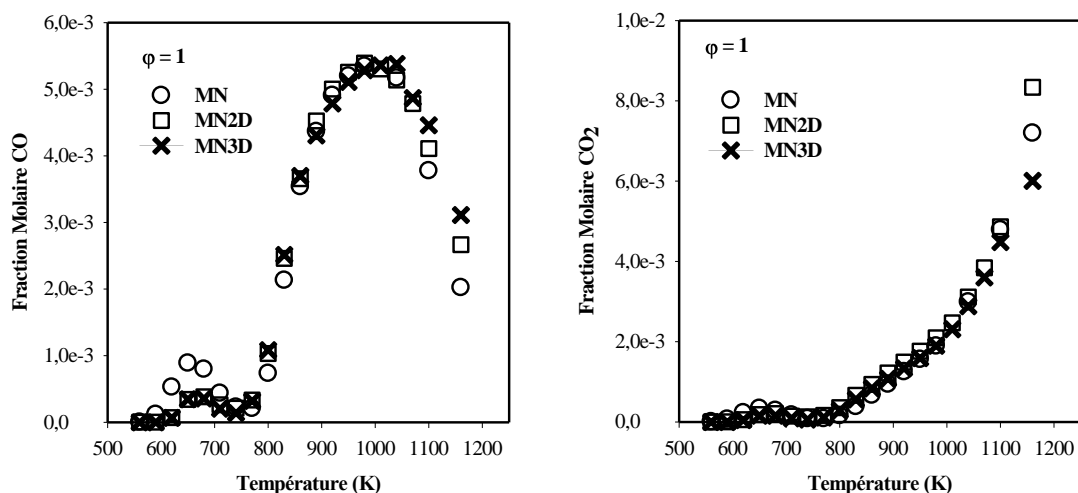 Fraction Molaire CO
6,0e-3
5,0e-3
4,0e-3
3,0e-3
2,0e-3
1,0e-3
0,0
φ = 1
MN
MN2D
MN3D
500 600 700 800 900 1000 1100 1200
Température (K)
Fraction Molaire CO2
1,0e-2
8,0e-3
6,0e-3
4,0e-3
2,0e-3
0,0
φ = 1
MN
MN2D
MN3D
500 600 700 800 900 1000 1100 1200
Température (K)